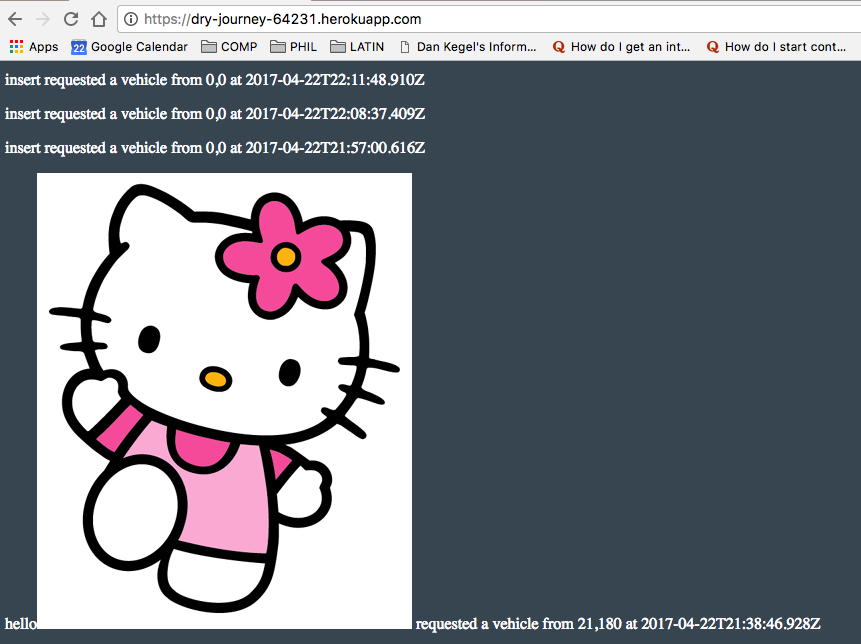 https://dry-journey-64231.herokuapp.com
Apps 22 Google Calendar COMP PHIL LATIN Dan Kegel's Inform... How do I get an int... How do I start cont...
insert requested a vehicle from 0,0 at 2017-04-22T22:11:48.910Z
insert requested a vehicle from 0,0 at 2017-04-22T22:08:37.409Z
insert requested a vehicle from 0,0 at 2017-04-22T21:57:00.616Z
hello requested a vehicle from 21,180 at 2017-04-22T21:38:46.928Z